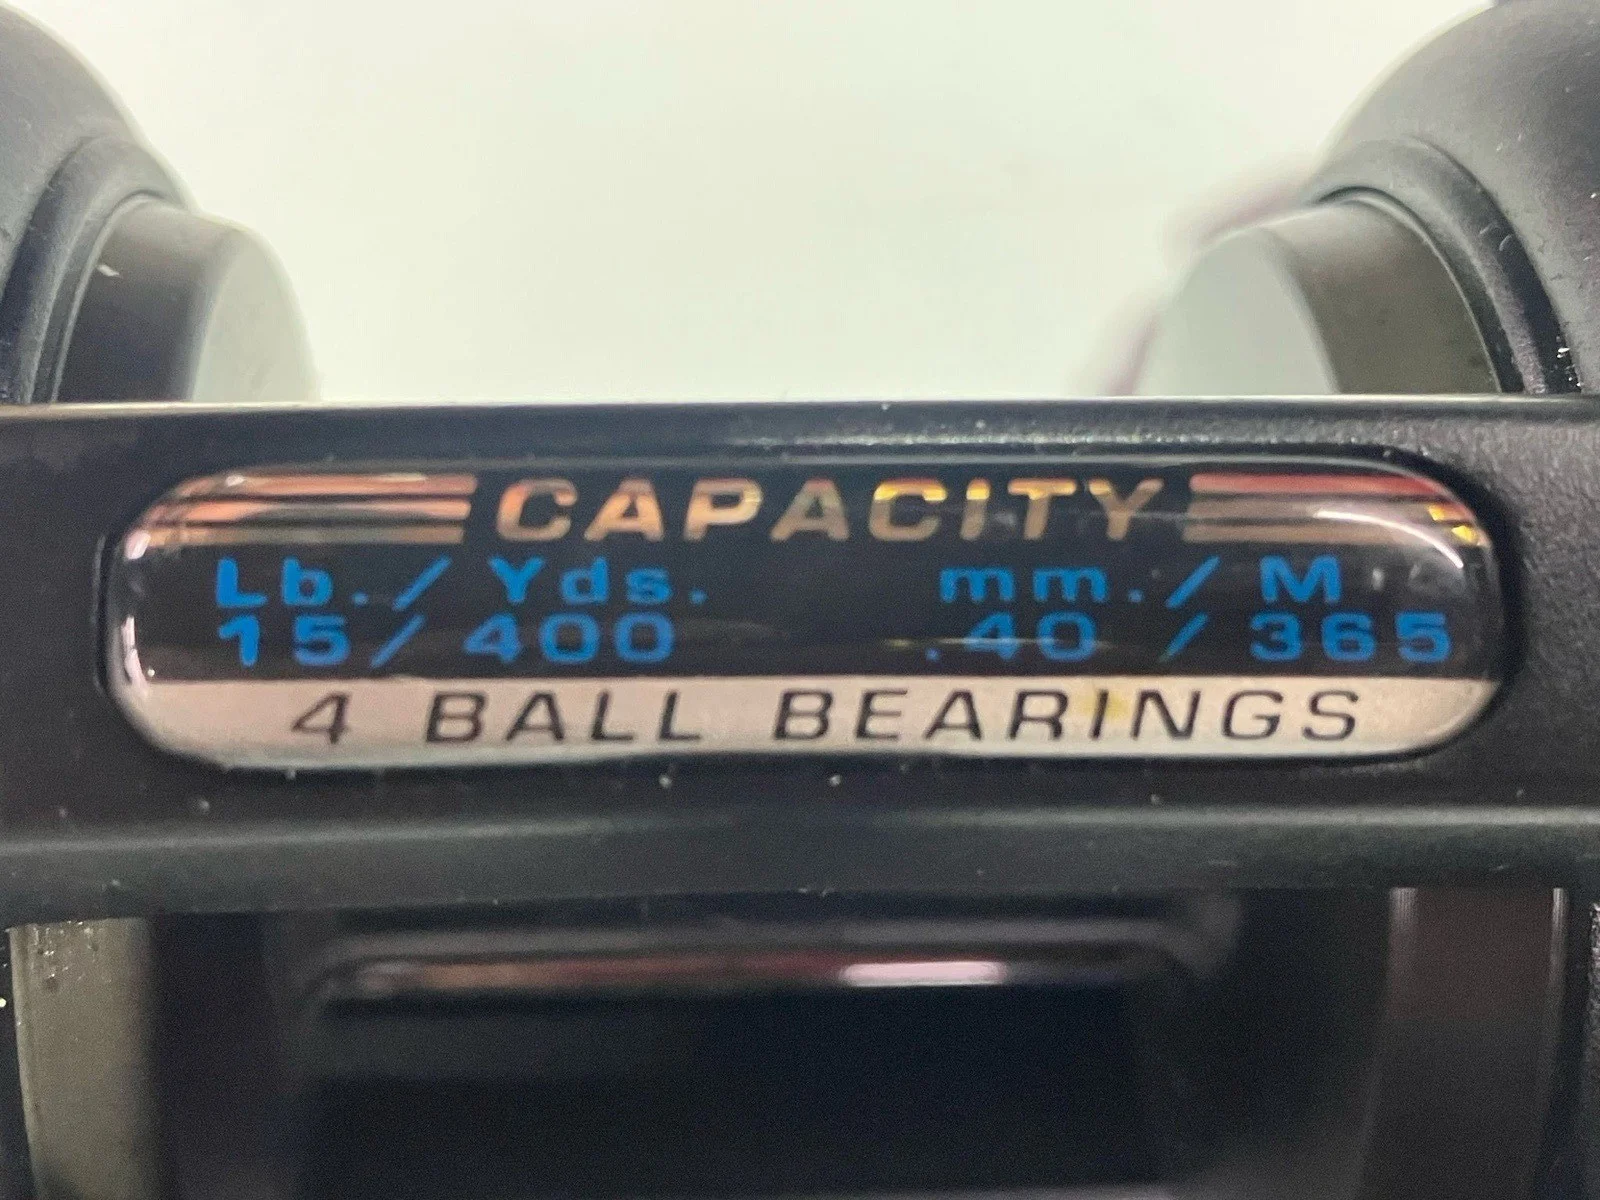 CAPACITY
Lb./Yds. mm./M
15/400 .40/365
4 BALL BEARINGS